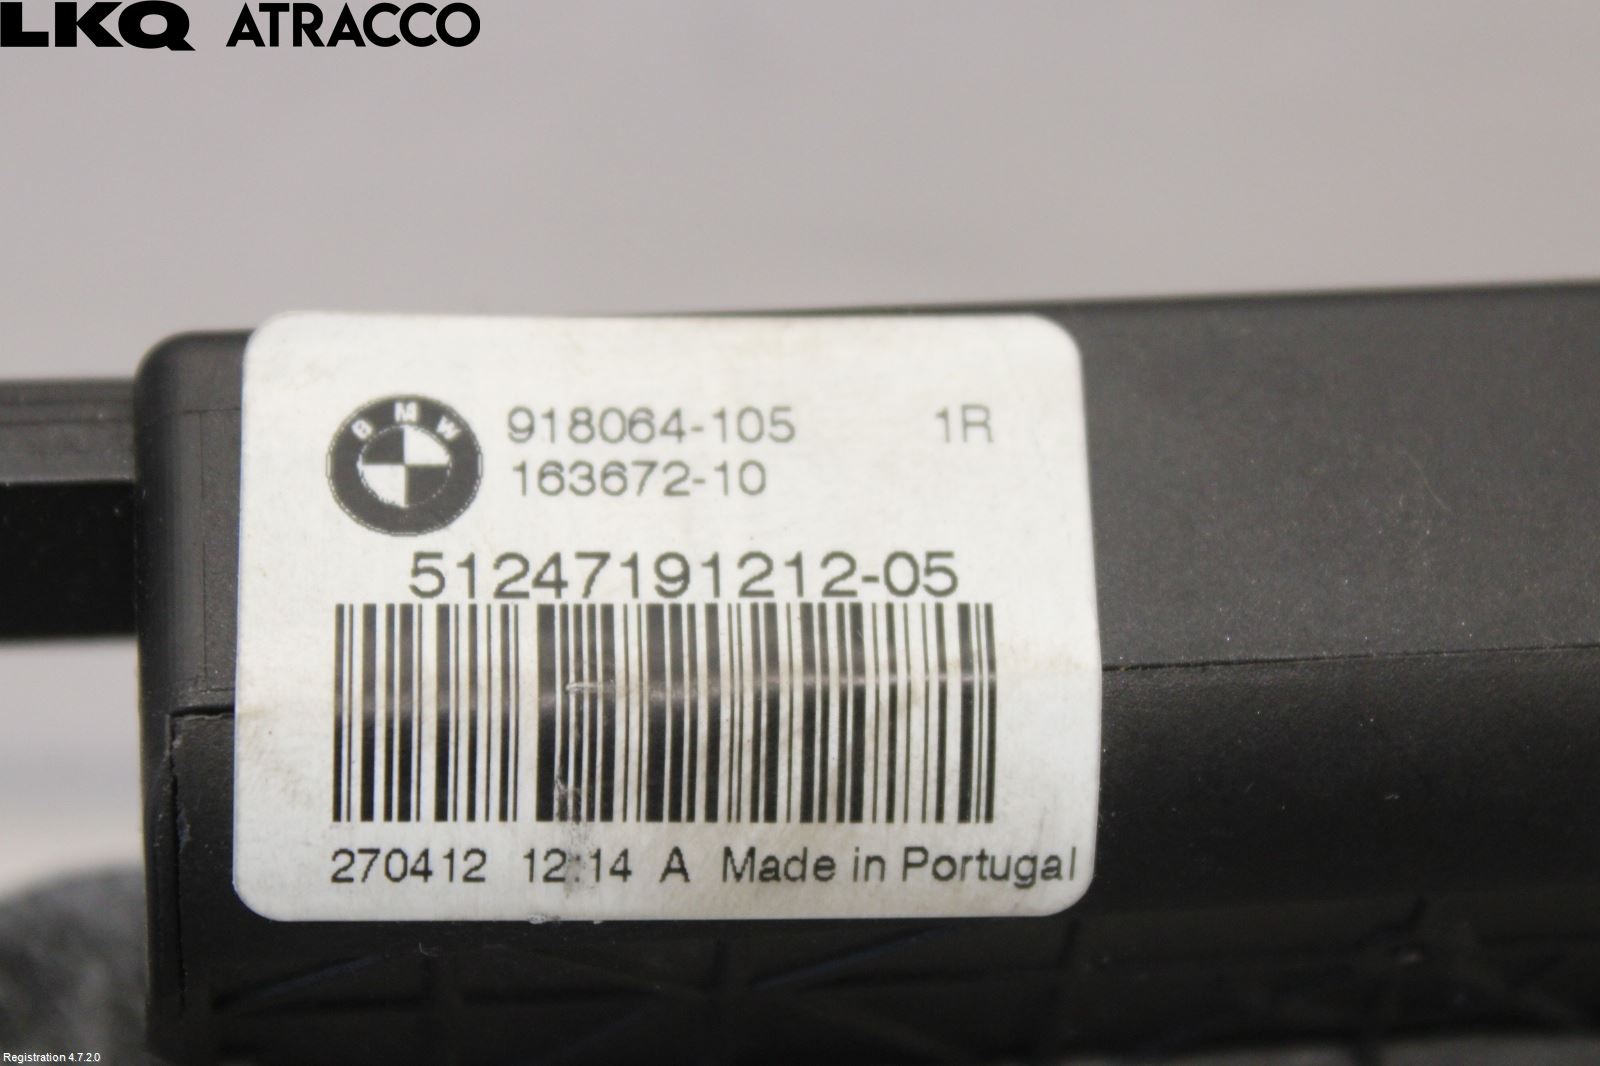 LKQ ATRACCO
BMW
918064-105 1R
163672-10
51247191212-05
270412 12:14 A Made in Portugal
Registration 4.7.2.0